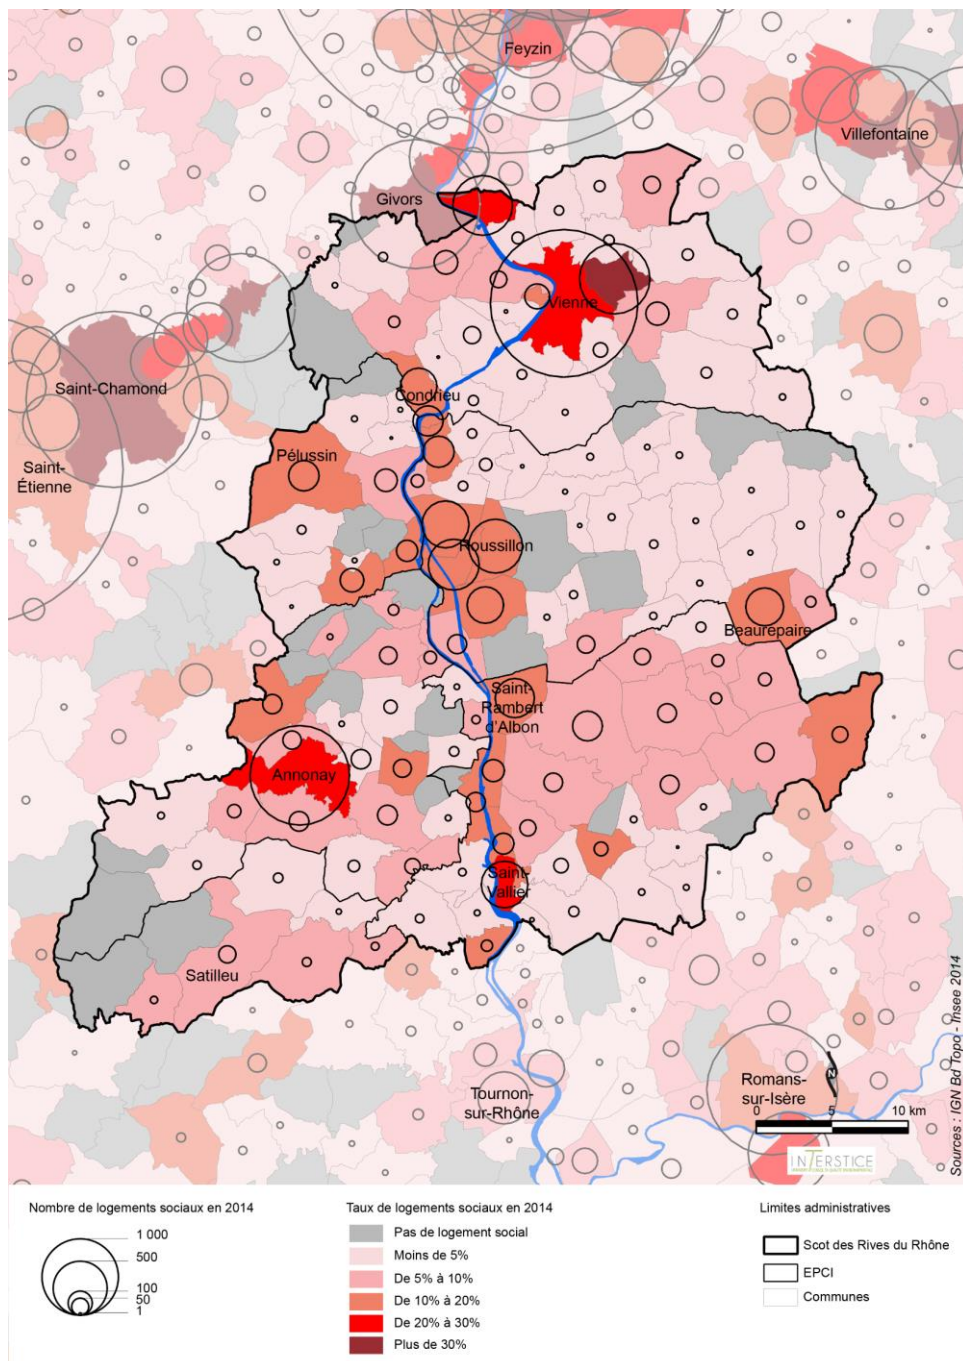 Feyzin
Villefontaine
Givors
Vienne
Saint-Chamond
Condrieu
Pélussin
Saint-
Étienne
Roussillon
Beaurepaire
Saint-
Rambert
d'Albon
Annonay
Saint-
Vallier
Satilleu
Tournon-
sur-Rhône
Romans-
sur-Isère
N
0 5 10 km
INTERSTICE
Sources : IGN Bd Topo - Insee 2014
Nombre de logements sociaux en 2014
1 000
500
100
50
1
Taux de logements sociaux en 2014
Pas de logement social
Moins de 5%
De 5% à 10%
De 10% à 20%
De 20% à 30%
Plus de 30%
Limites administratives
Scot des Rives du Rhône
EPCI
Communes